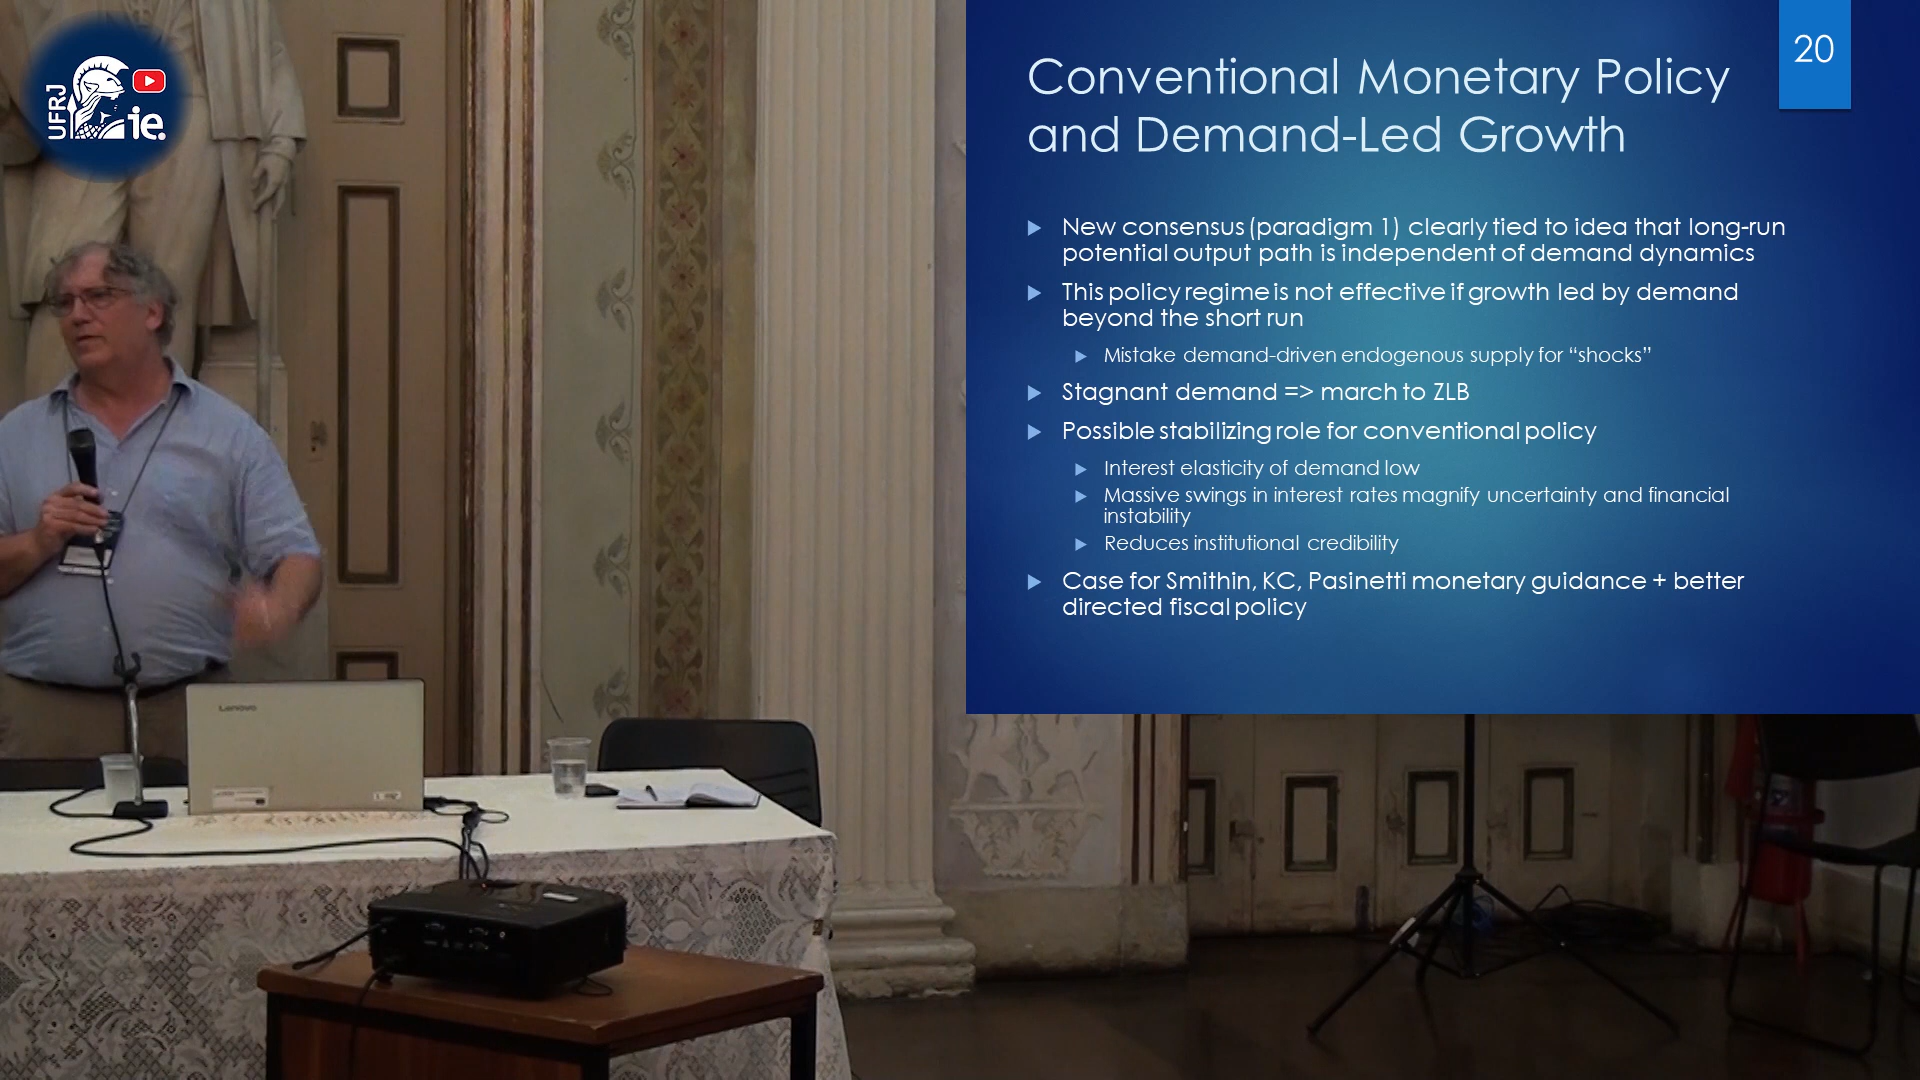 UFRJ
ie.
20
Conventional Monetary Policy
and Demand-Led Growth
New consensus (paradigm 1) clearly tied to idea that long-run
potential output path is independent of demand dynamics
This policy regime is not effective if growth led by demand
beyond the short run
Mistake demand-driven endogenous supply for “shocks”
Stagnant demand => march to ZLB
Possible stabilizing role for conventional policy
Interest elasticity of demand low
Massive swings in interest rates magnify uncertainty and financial
instability
Reduces institutional credibility
Case for Smithin, KC, Pasinetti monetary guidance + better
directed fiscal policy
Lenovo